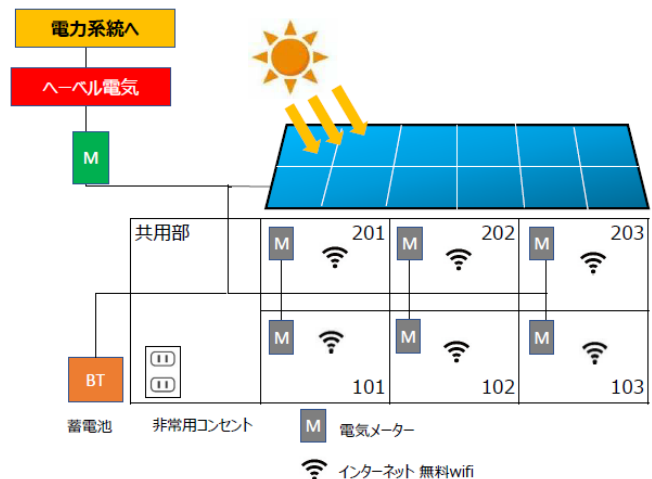 電力系統へ
ヘーベル電気
M
共用部
M
201
M
202
M
203
M
101
M
102
M
103
BT
蓄電池
非常用コンセント
M
電気メーター
インターネット 無料wifi